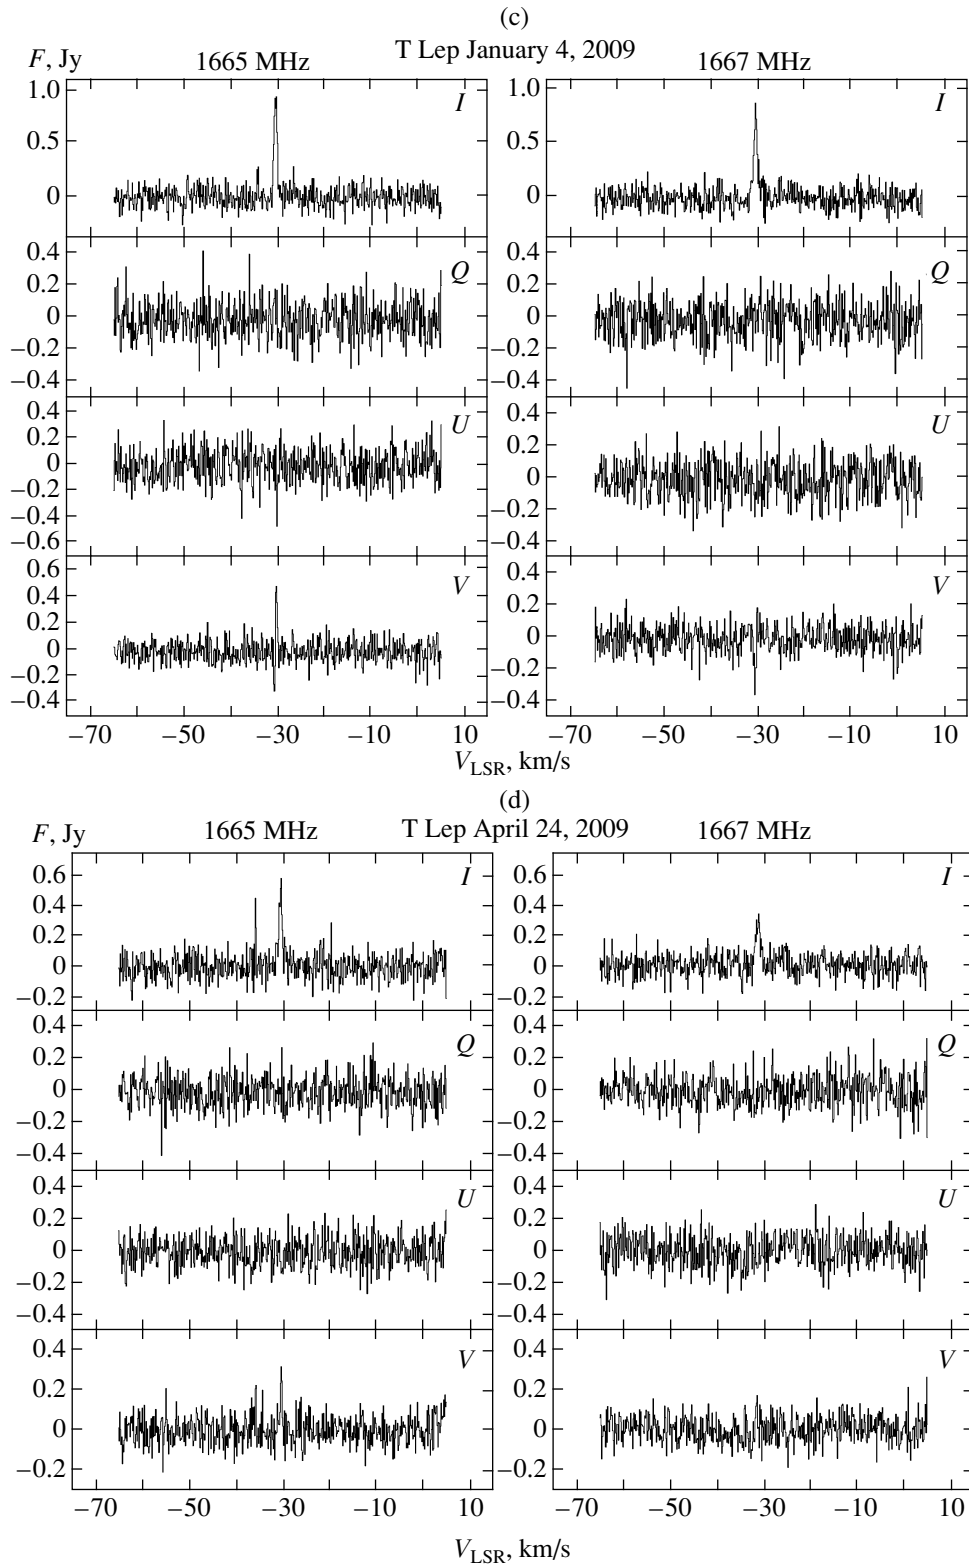 (c)
T Lep January 4, 2009
F, Jy 1665 MHz 1667 MHz
1.0 I 1.0 I
0.5 0.5
0 0
0.4 Q 0.4 Q
0.2 0.2
0 0
−0.2 −0.2
−0.4 −0.4
0.4 U 0.4 U
0.2 0.2
0 0
−0.2 −0.2
−0.4 −0.4
−0.6
0.6 V 0.4 V
0.4 0.2
0.2 0
0 −0.2
−0.2 −0.4
−0.4
−70 −50 −30 −10 10 −70 −50 −30 −10 10
V_LSR, km/s
(d)
F, Jy 1665 MHz T Lep April 24, 2009 1667 MHz
0.6 I 0.6 I
0.4 0.4
0.2 0.2
0 0
−0.2 −0.2
0.4 Q 0.4 Q
0.2 0.2
0 0
−0.2 −0.2
−0.4 −0.4
0.4 U 0.4 U
0.2 0.2
0 0
−0.2 −0.2
−0.4 −0.4
0.4 V 0.4 V
0.2 0.2
0 0
−0.2 −0.2
−70 −50 −30 −10 10 −70 −50 −30 −10 10
V_LSR, km/s